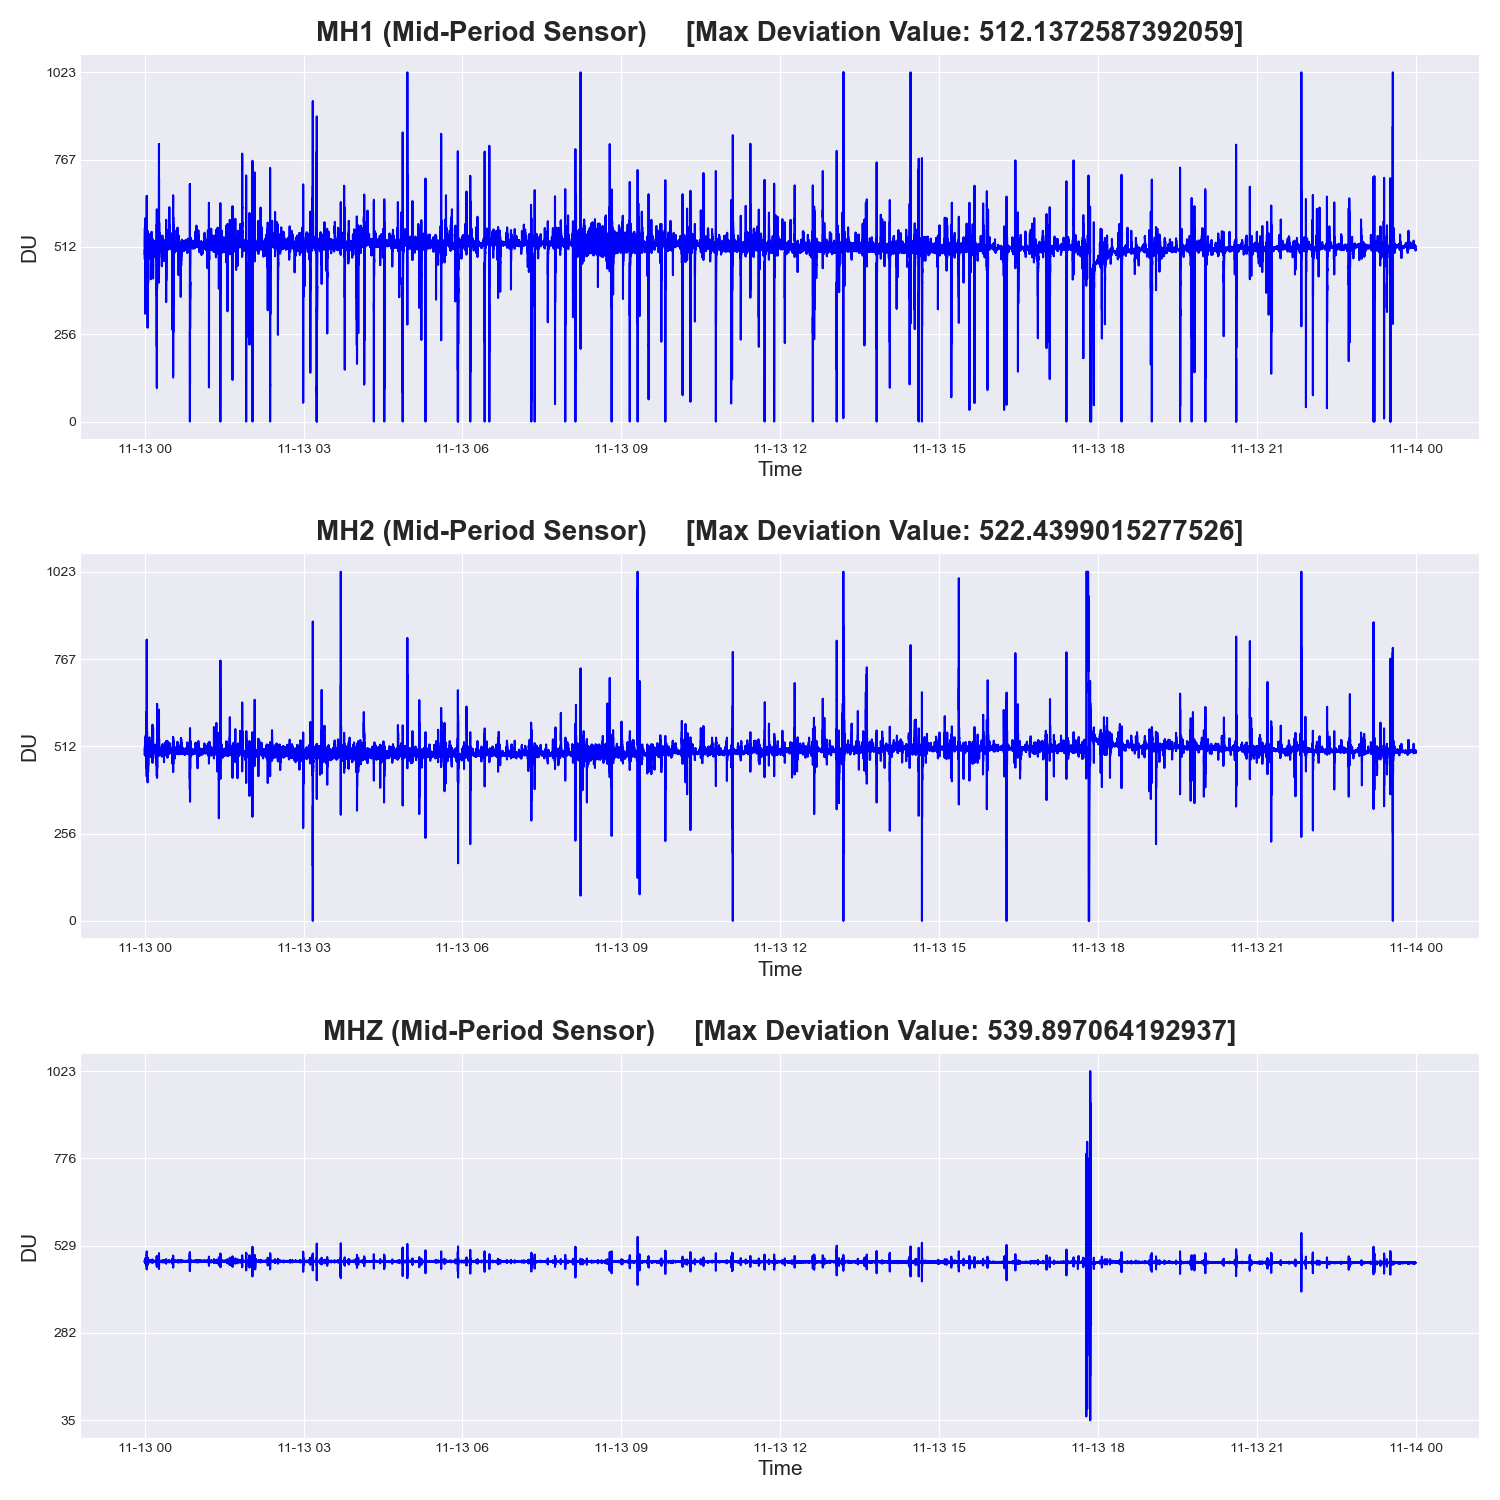 MH1 (Mid-Period Sensor) [Max Deviation Value: 512.1372587392059]
1023
767
512
256
0
DU
11-13 00 11-13 03 11-13 06 11-13 09 11-13 12 11-13 15 11-13 18 11-13 21 11-14 00
Time
MH2 (Mid-Period Sensor) [Max Deviation Value: 522.4399015277526]
1023
767
512
256
0
DU
11-13 00 11-13 03 11-13 06 11-13 09 11-13 12 11-13 15 11-13 18 11-13 21 11-14 00
Time
MHZ (Mid-Period Sensor) [Max Deviation Value: 539.897064192937]
1023
776
529
282
35
DU
11-13 00 11-13 03 11-13 06 11-13 09 11-13 12 11-13 15 11-13 18 11-13 21 11-14 00
Time